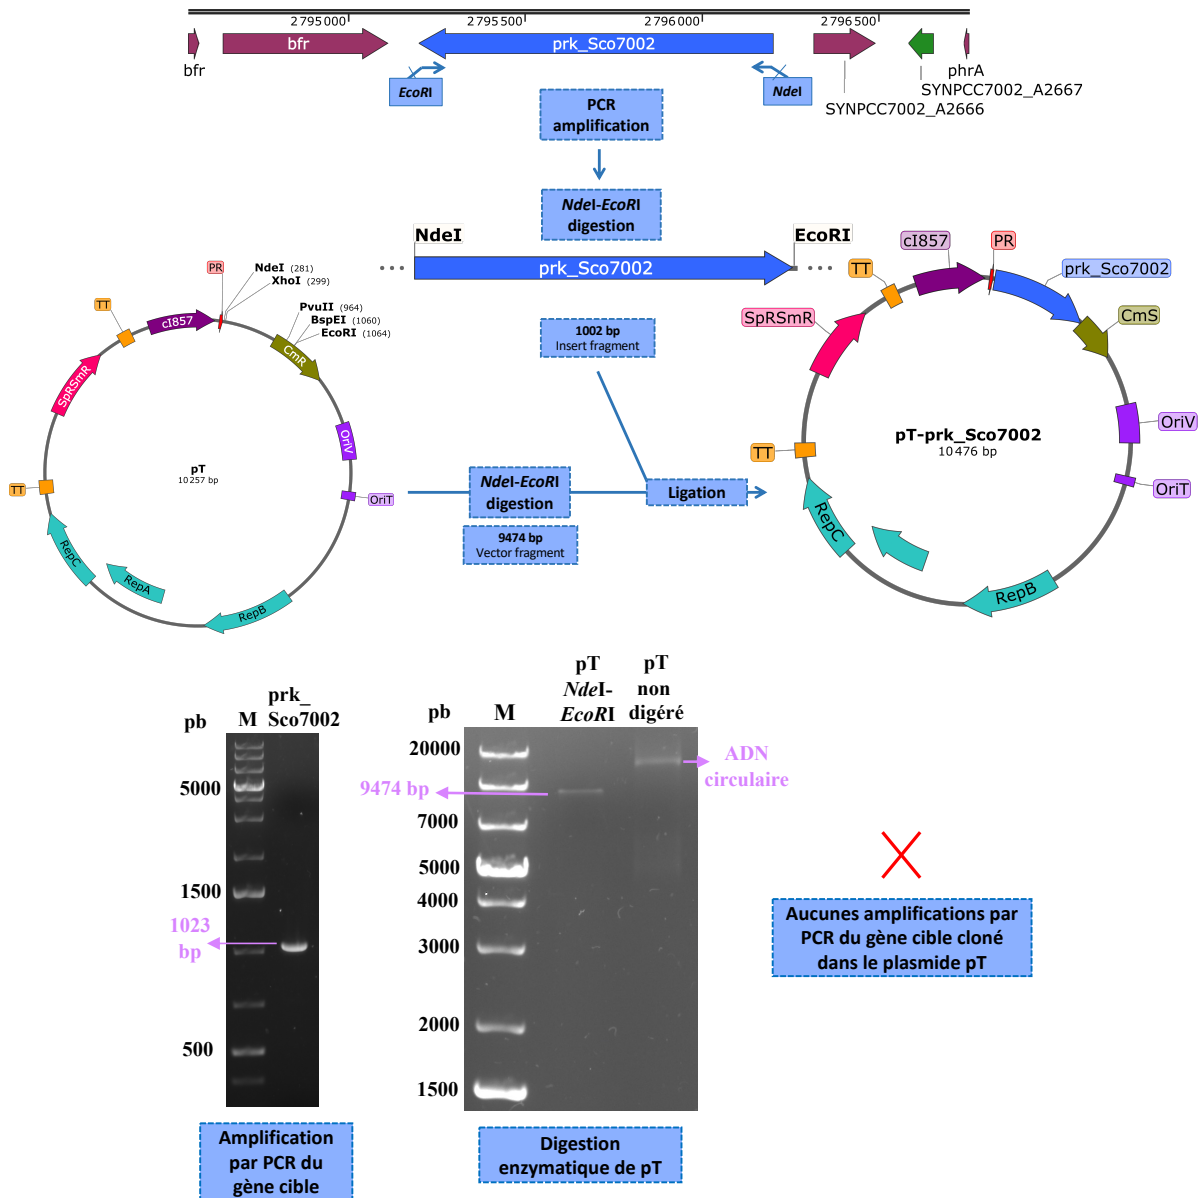 2795000 2795500 2796000 2796500
bfr
bfr
prk_Sco7002
phrA
SYNPCC7002_A2667
SYNPCC7002_A2666
EcoRI
NdeI
PCR
amplification
NdeI-EcoRI
digestion
NdeI
EcoRI
prk_Sco7002
PR
NdeI (281)
XhoI (299)
PvuII (964)
BspEI (1060)
EcoRI (1064)
TT
cI857
CmR
SpRSmR
OriV
pT
10257 bp
TT
OriT
RepC
RepA
RepB
1002 bp
Insert fragment
NdeI-EcoRI
digestion
Ligation
9474 bp
Vector fragment
cI857
PR
TT
prk_Sco7002
SpRSmR
CmS
OriV
pT-prk_Sco7002
10476 bp
TT
OriT
RepC
RepB
pb
M
prk_
Sco7002
5000
1500
1023
bp
500
Amplification
par PCR du
gène cible
pb
M
pT
NdeI-
EcoRI
pT
non
digéré
20000
ADN
circulaire
9474 bp
7000
5000
4000
3000
2000
1500
Digestion
enzymatique de pT
Aucunes amplifications par
PCR du gène cible cloné
dans le plasmide pT